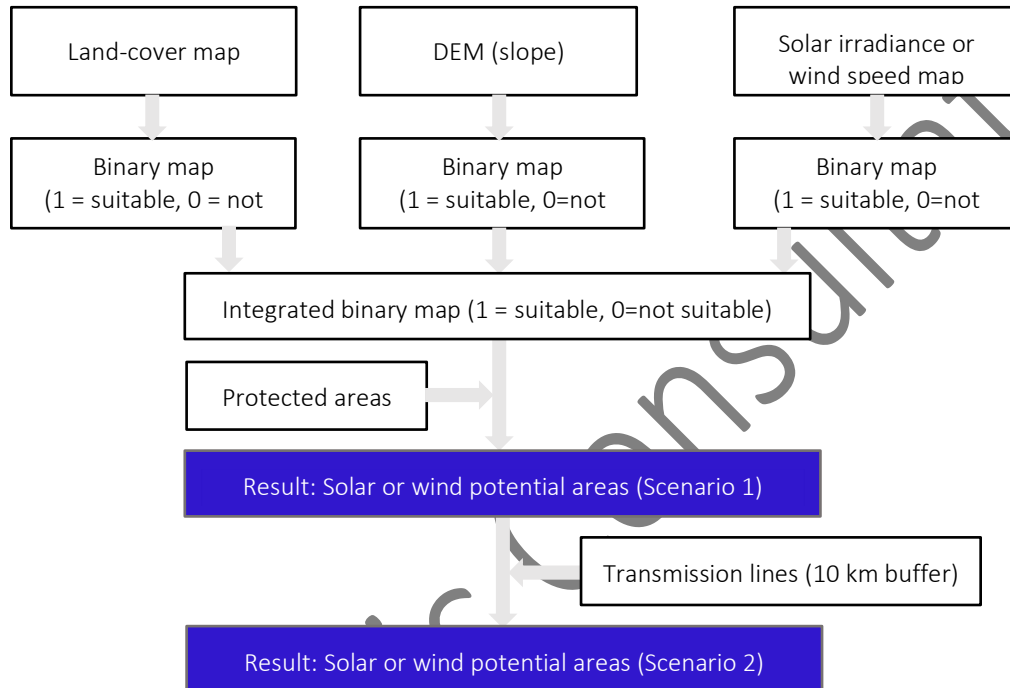 Land-cover map
DEM (slope)
Solar irradiance or
wind speed map
Binary map
(1 = suitable, 0 = not
Binary map
(1 = suitable, 0=not
Binary map
(1 = suitable, 0=not
Integrated binary map (1 = suitable, 0=not suitable)
Protected areas
Result: Solar or wind potential areas (Scenario 1)
Transmission lines (10 km buffer)
Result: Solar or wind potential areas (Scenario 2)